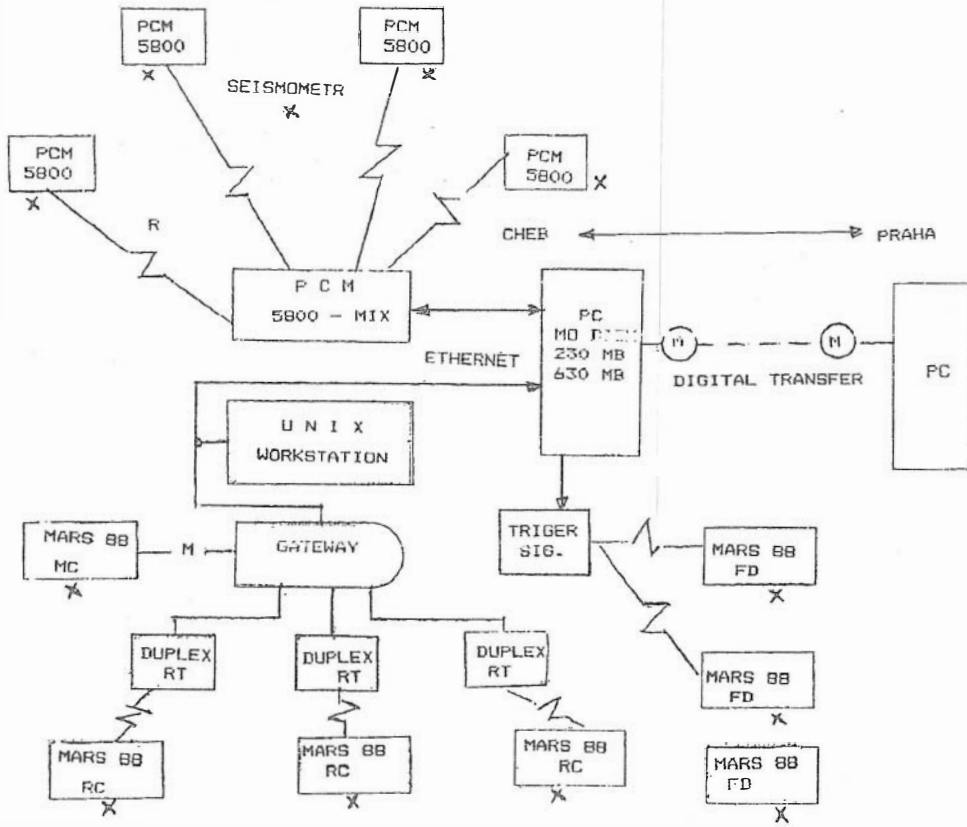 PCM
5800
PCM
5800
SEISMOMETR
PCM
5800
PCM
5800
R
CHEB
PRAHA
P C M
5800 - MIX
PC
MO DISK
230 MB
630 MB
M
M
PC
ETHERNET
DIGITAL TRANSFER
U N I X
WORKSTATION
MARS 88
MC
M
GATEWAY
TRIGER
SIG.
MARS 88
FD
DUPLEX
RT
DUPLEX
RT
DUPLEX
RT
MARS 88
FD
MARS 88
RC
MARS 88
RC
MARS 88
RC
MARS 88
FD